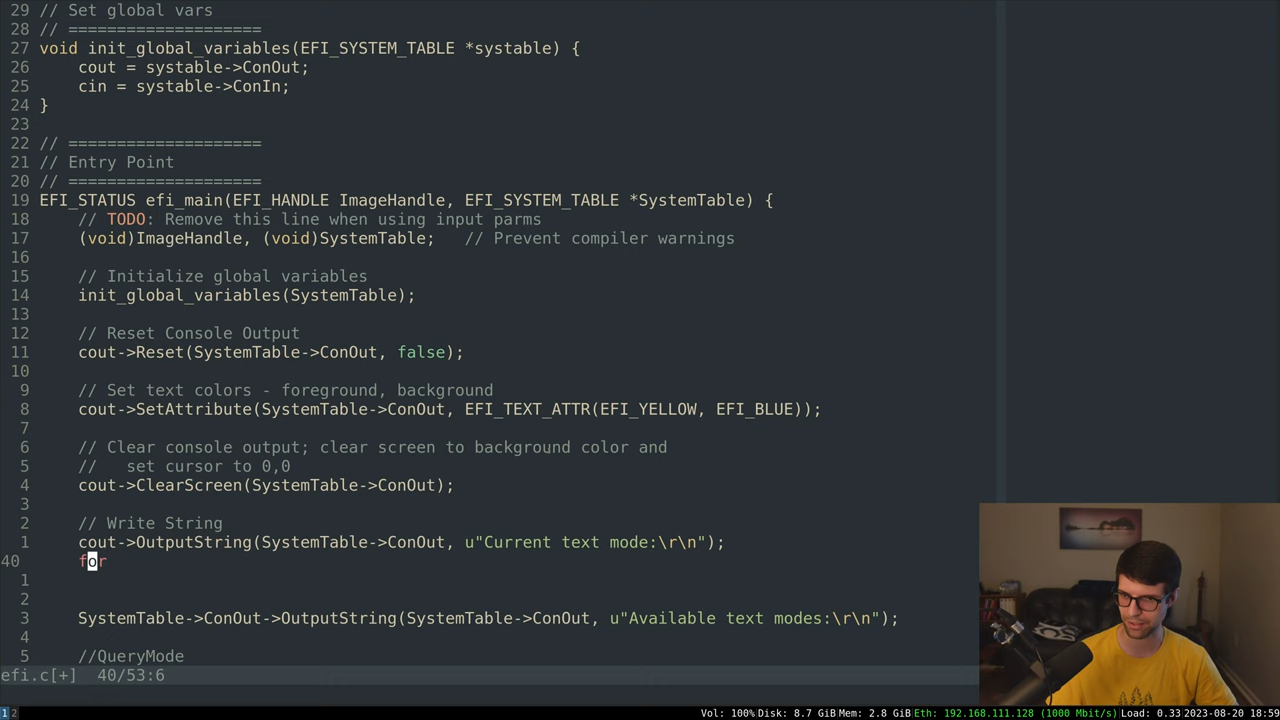 29 // Set global vars
28 // ====================
27 void init_global_variables(EFI_SYSTEM_TABLE *systable) {
26     cout = systable->ConOut;
25     cin = systable->ConIn;
24 }
23
22 // ====================
21 // Entry Point
20 // ====================
19 EFI_STATUS efi_main(EFI_HANDLE ImageHandle, EFI_SYSTEM_TABLE *SystemTable) {
18     // TODO: Remove this line when using input parms
17     (void)ImageHandle, (void)SystemTable;   // Prevent compiler warnings
16
15     // Initialize global variables
14     init_global_variables(SystemTable);
13
12     // Reset Console Output
11     cout->Reset(SystemTable->ConOut, false);
10
9     // Set text colors - foreground, background
8     cout->SetAttribute(SystemTable->ConOut, EFI_TEXT_ATTR(EFI_YELLOW, EFI_BLUE));
7
6     // Clear console output; clear screen to background color and
5     //   set cursor to 0,0
4     cout->ClearScreen(SystemTable->ConOut);
3
2     // Write String
1     cout->OutputString(SystemTable->ConOut, u"Current text mode:\r\n");
40     for
1
2
3     SystemTable->ConOut->OutputString(SystemTable->ConOut, u"Available text modes:\r\n");
4
5     //QueryMode
efi.c[+]  40/53:6
1 2 Vol: 100% Disk: 8.7 GiB Mem: 2.8 GiB Eth: 192.168.111.128 (1000 Mbit/s) Load: 0.33 2023-08-20 18:59